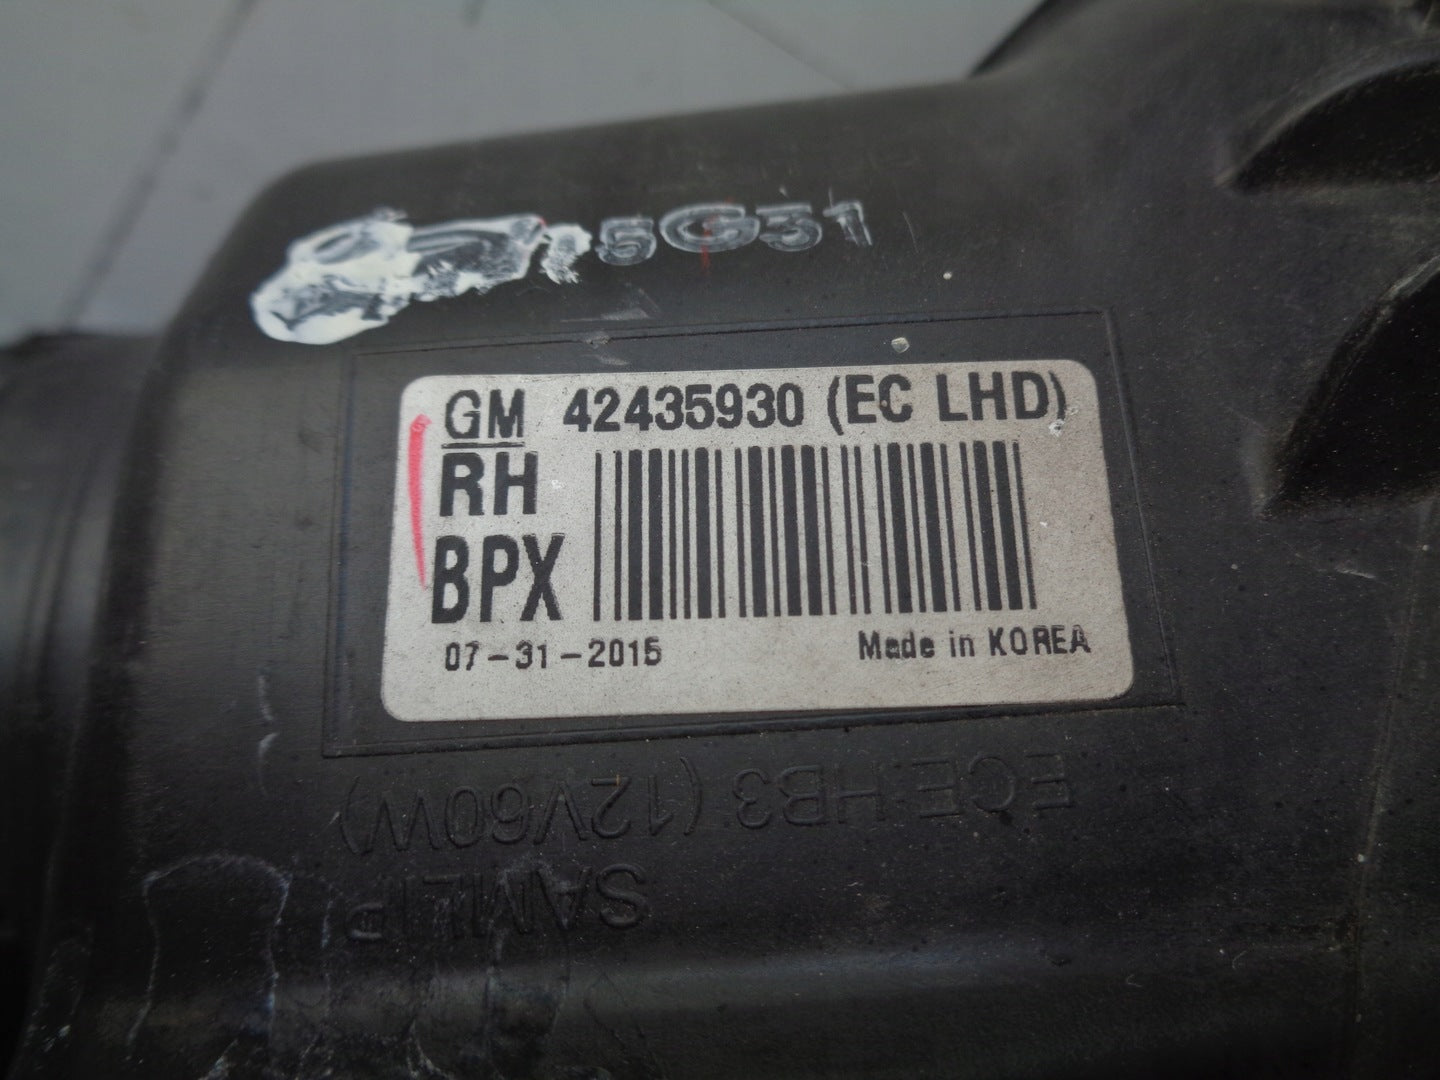 5G31
GM 42435930 (EC LHD)
RH
BPX
07-31-2015 Made in KOREA
ECE:HB3 (12V60W)
SAMLIP